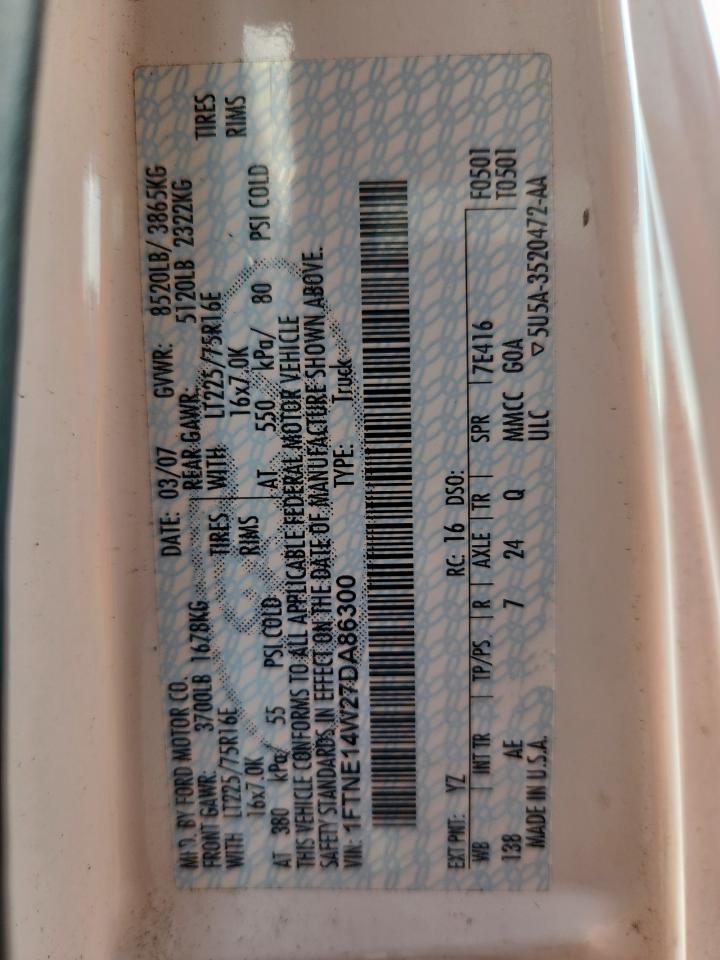 MFD. BY FORD MOTOR CO. DATE: 03/07 GVWR: 8520LB/ 3865KG
FRONT GAWR: 3700LB 1678KG REAR GAWR: 5120LB 2322KG
WITH LT225/75R16E TIRES WITH LT225/75R16E TIRES
16x7.0K RIMS 16x7.0K RIMS
AT 380 kPa/ 55 PSI COLD AT 550 kPa/ 80 PSI COLD
THIS VEHICLE CONFORMS TO ALL APPLICABLE FEDERAL MOTOR VEHICLE
SAFETY STANDARDS IN EFFECT ON THE DATE OF MANUFACTURE SHOWN ABOVE.
VIN: 1FTNE14W27DA86300 TYPE: Truck
EXT PNT: YZ RC: 16 DSO: F0501
WB INT TR TP/PS R AXLE TR SPR 7E416 T0501
138 AE 7 24 Q MMCC GOA
MADE IN U.S.A. ULC ▽5U5A-3520472-AA